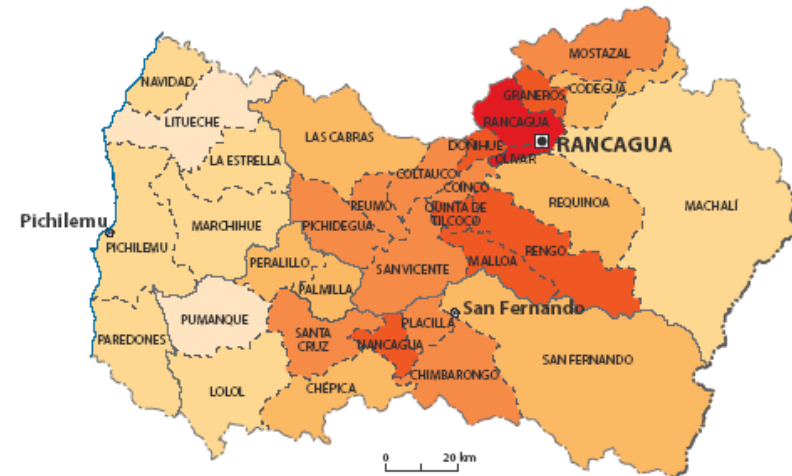 MOSTAZAL
NAVIDAD
CODEGUA
GRANEROS
LITUECHE
RANCAGUA
LAS CABRAS
DOÑIHUE
RANCAGUA
LA ESTRELLA
OLIVAR
COLTAUCO
COINCO
REUMO
REQUINOA
MACHALÍ
QUINTA DE
TILCOCO
Pichilemu
PICHIDEGUA
MARCHIHUE
PICHILEMU
RENGO
PERALILLO
MALLOA
SAN VICENTE
PALMILLA
San Fernando
PUMANQUE
PLACILLA
PAREDONES
SANTA
CRUZ
NANCAGUA
SAN FERNANDO
CHIMBARONGO
LOLOL
CHÉPICA
0 20 km